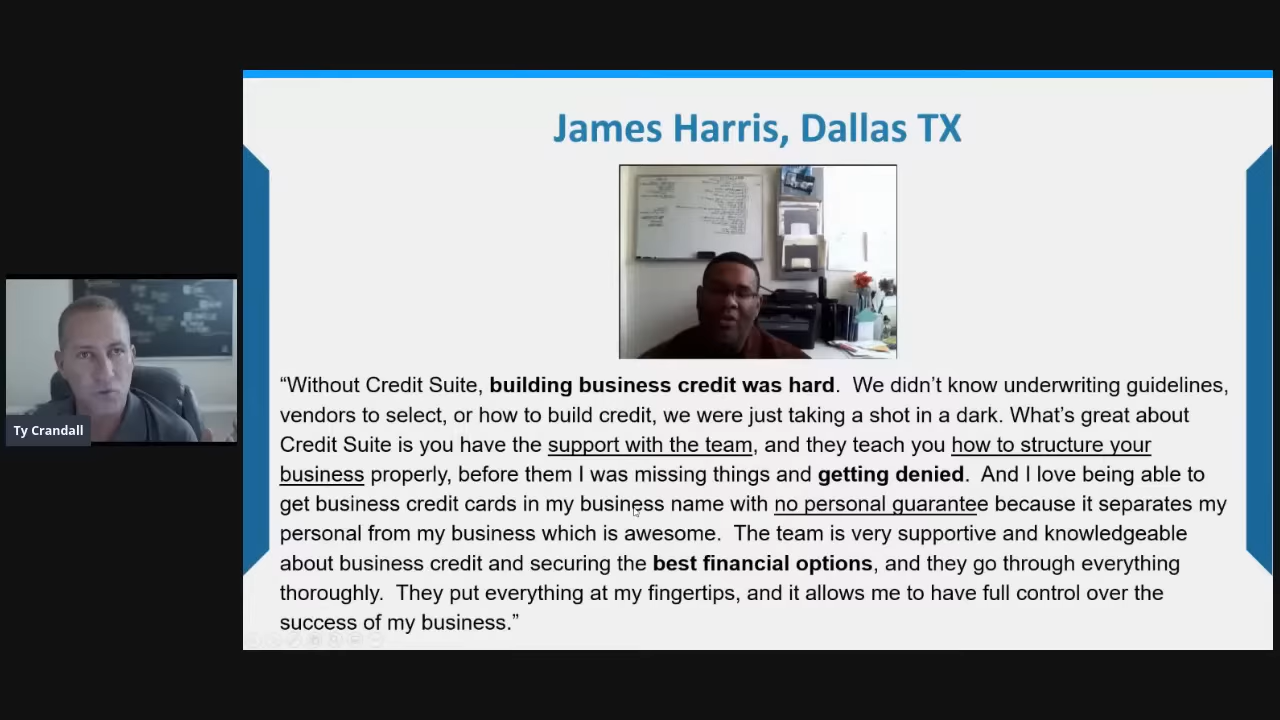 James Harris, Dallas TX
Ty Crandall
“Without Credit Suite, building business credit was hard.  We didn’t know underwriting guidelines,
vendors to select, or how to build credit, we were just taking a shot in a dark. What’s great about
Credit Suite is you have the support with the team, and they teach you how to structure your
business properly, before them I was missing things and getting denied.  And I love being able to
get business credit cards in my business name with no personal guarantee because it separates my
personal from my business which is awesome.  The team is very supportive and knowledgeable
about business credit and securing the best financial options, and they go through everything
thoroughly.  They put everything at my fingertips, and it allows me to have full control over the
success of my business.”